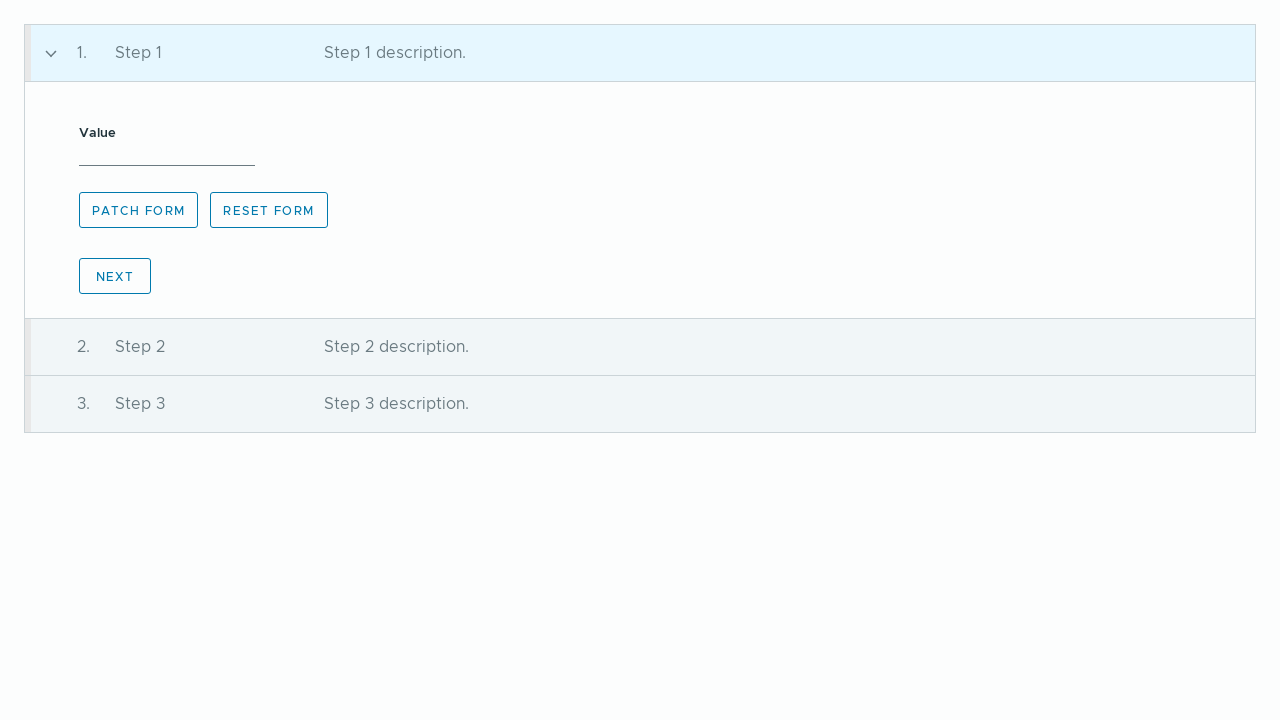 1. Step 1 Step 1 description.
Value
PATCH FORM RESET FORM
NEXT
2. Step 2 Step 2 description.
3. Step 3 Step 3 description.